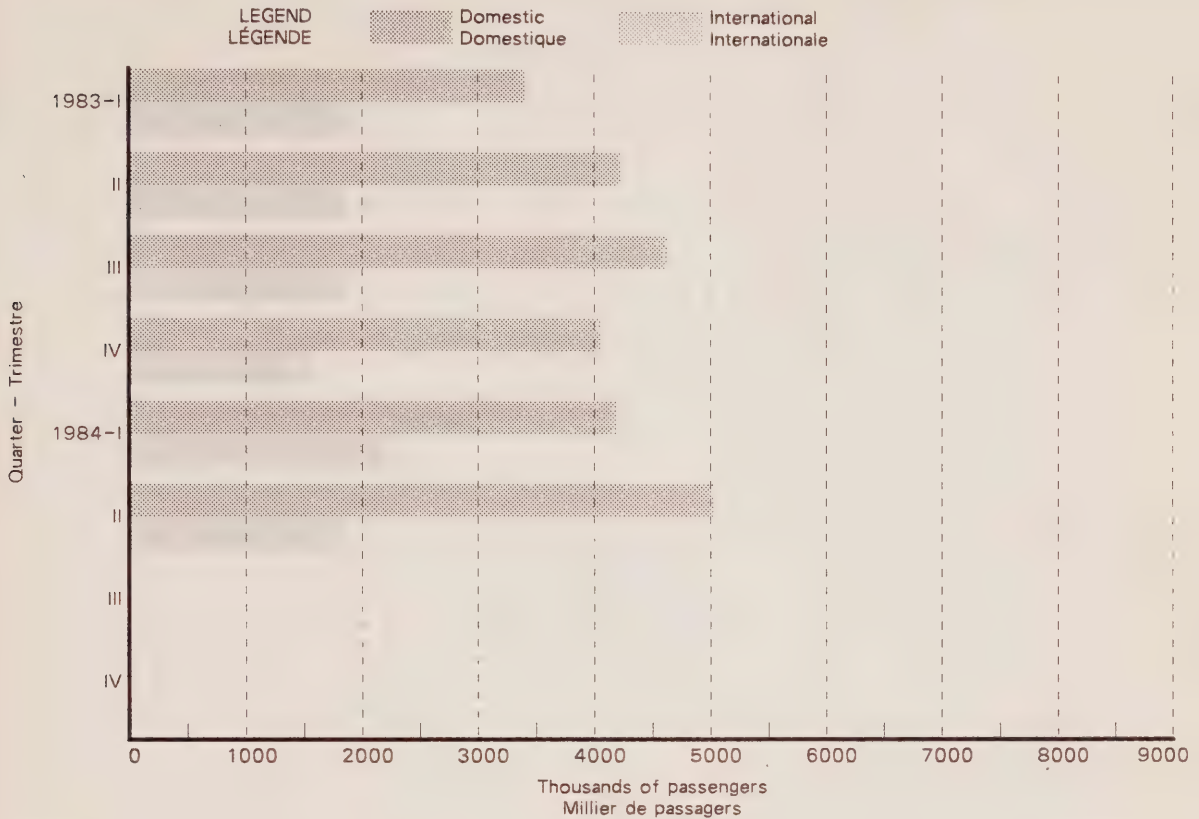 LEGEND
LÉGENDE
Domestic
Domestique
International
Internationale
1983-I
II
III
IV
1984-I
II
III
IV
Quarter - Trimestre
0 1000 2000 3000 4000 5000 6000 7000 8000 9000
Thousands of passengers
Millier de passagers